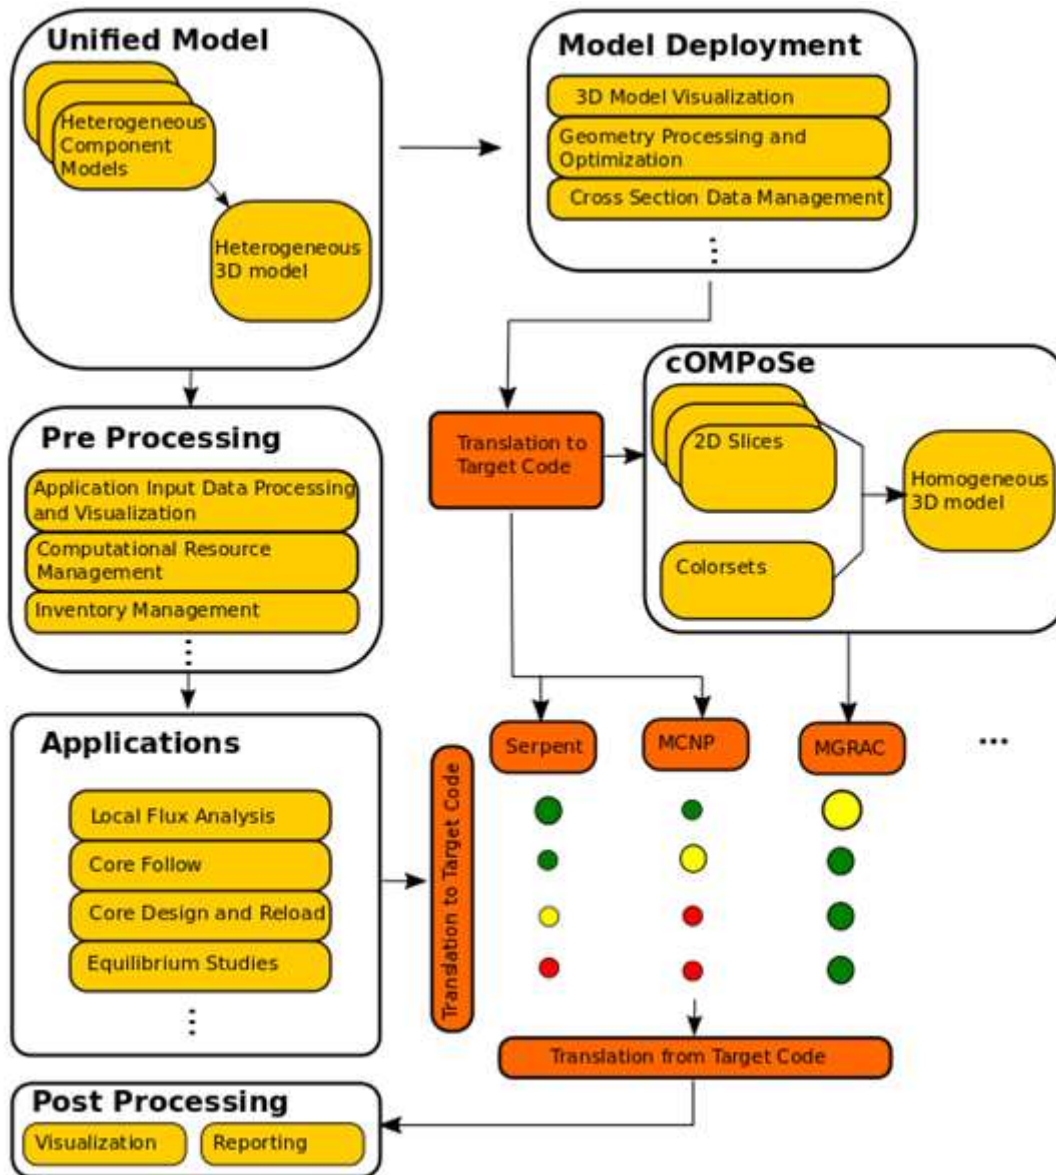 Unified Model
Heterogeneous
Component
Models
Heterogeneous
3D model
Model Deployment
3D Model Visualization
Geometry Processing and
Optimization
Cross Section Data Management
...
Pre Processing
Application Input Data Processing
and Visualization
Computational Resource
Management
Inventory Management
...
Translation to
Target Code
cOMPoSe
2D Slices
Colorsets
Homogeneous
3D model
Applications
Local Flux Analysis
Core Follow
Core Design and Reload
Equilibrium Studies
...
Translation to Target Code
Serpent
MCNP
MGRAC
...
Translation from Target Code
Post Processing
Visualization
Reporting